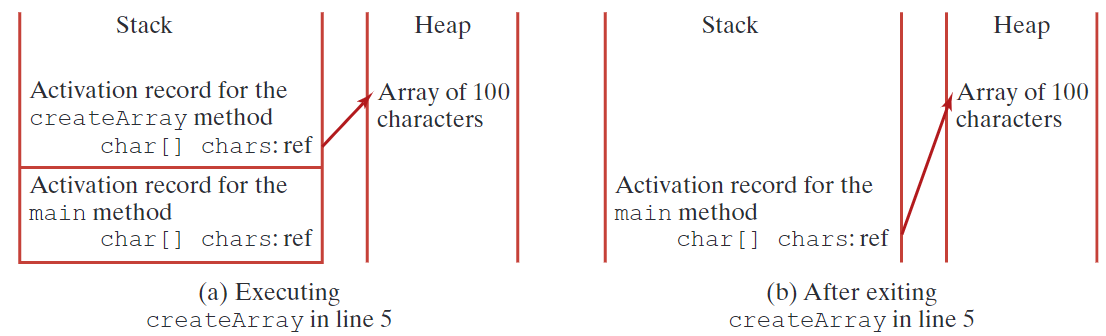 Stack
Heap
Activation record for the
createArray method
char[] chars: ref
Array of 100
characters
Activation record for the
main method
char[] chars: ref
(a) Executing
createArray in line 5
Stack
Heap
Array of 100
characters
Activation record for the
main method
char[] chars: ref
(b) After exiting
createArray in line 5